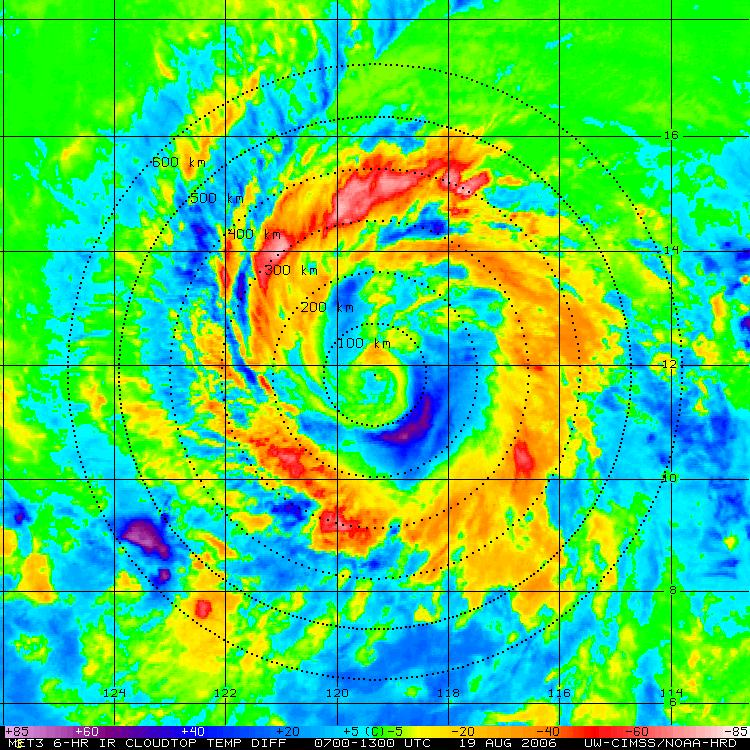 16
600 km
500 km
400 km
14
300 km
200 km
100 km
12
10
8
124 122 120 118 116 114
6
+85 +60 +40 +20 +5 (C) -5 -20 -40 -60 -85
MET3 6-HR IR CLOUDTOP TEMP DIFF 0700-1300 UTC 19 AUG 2006 UW-CIMSS/NOAA-HRD